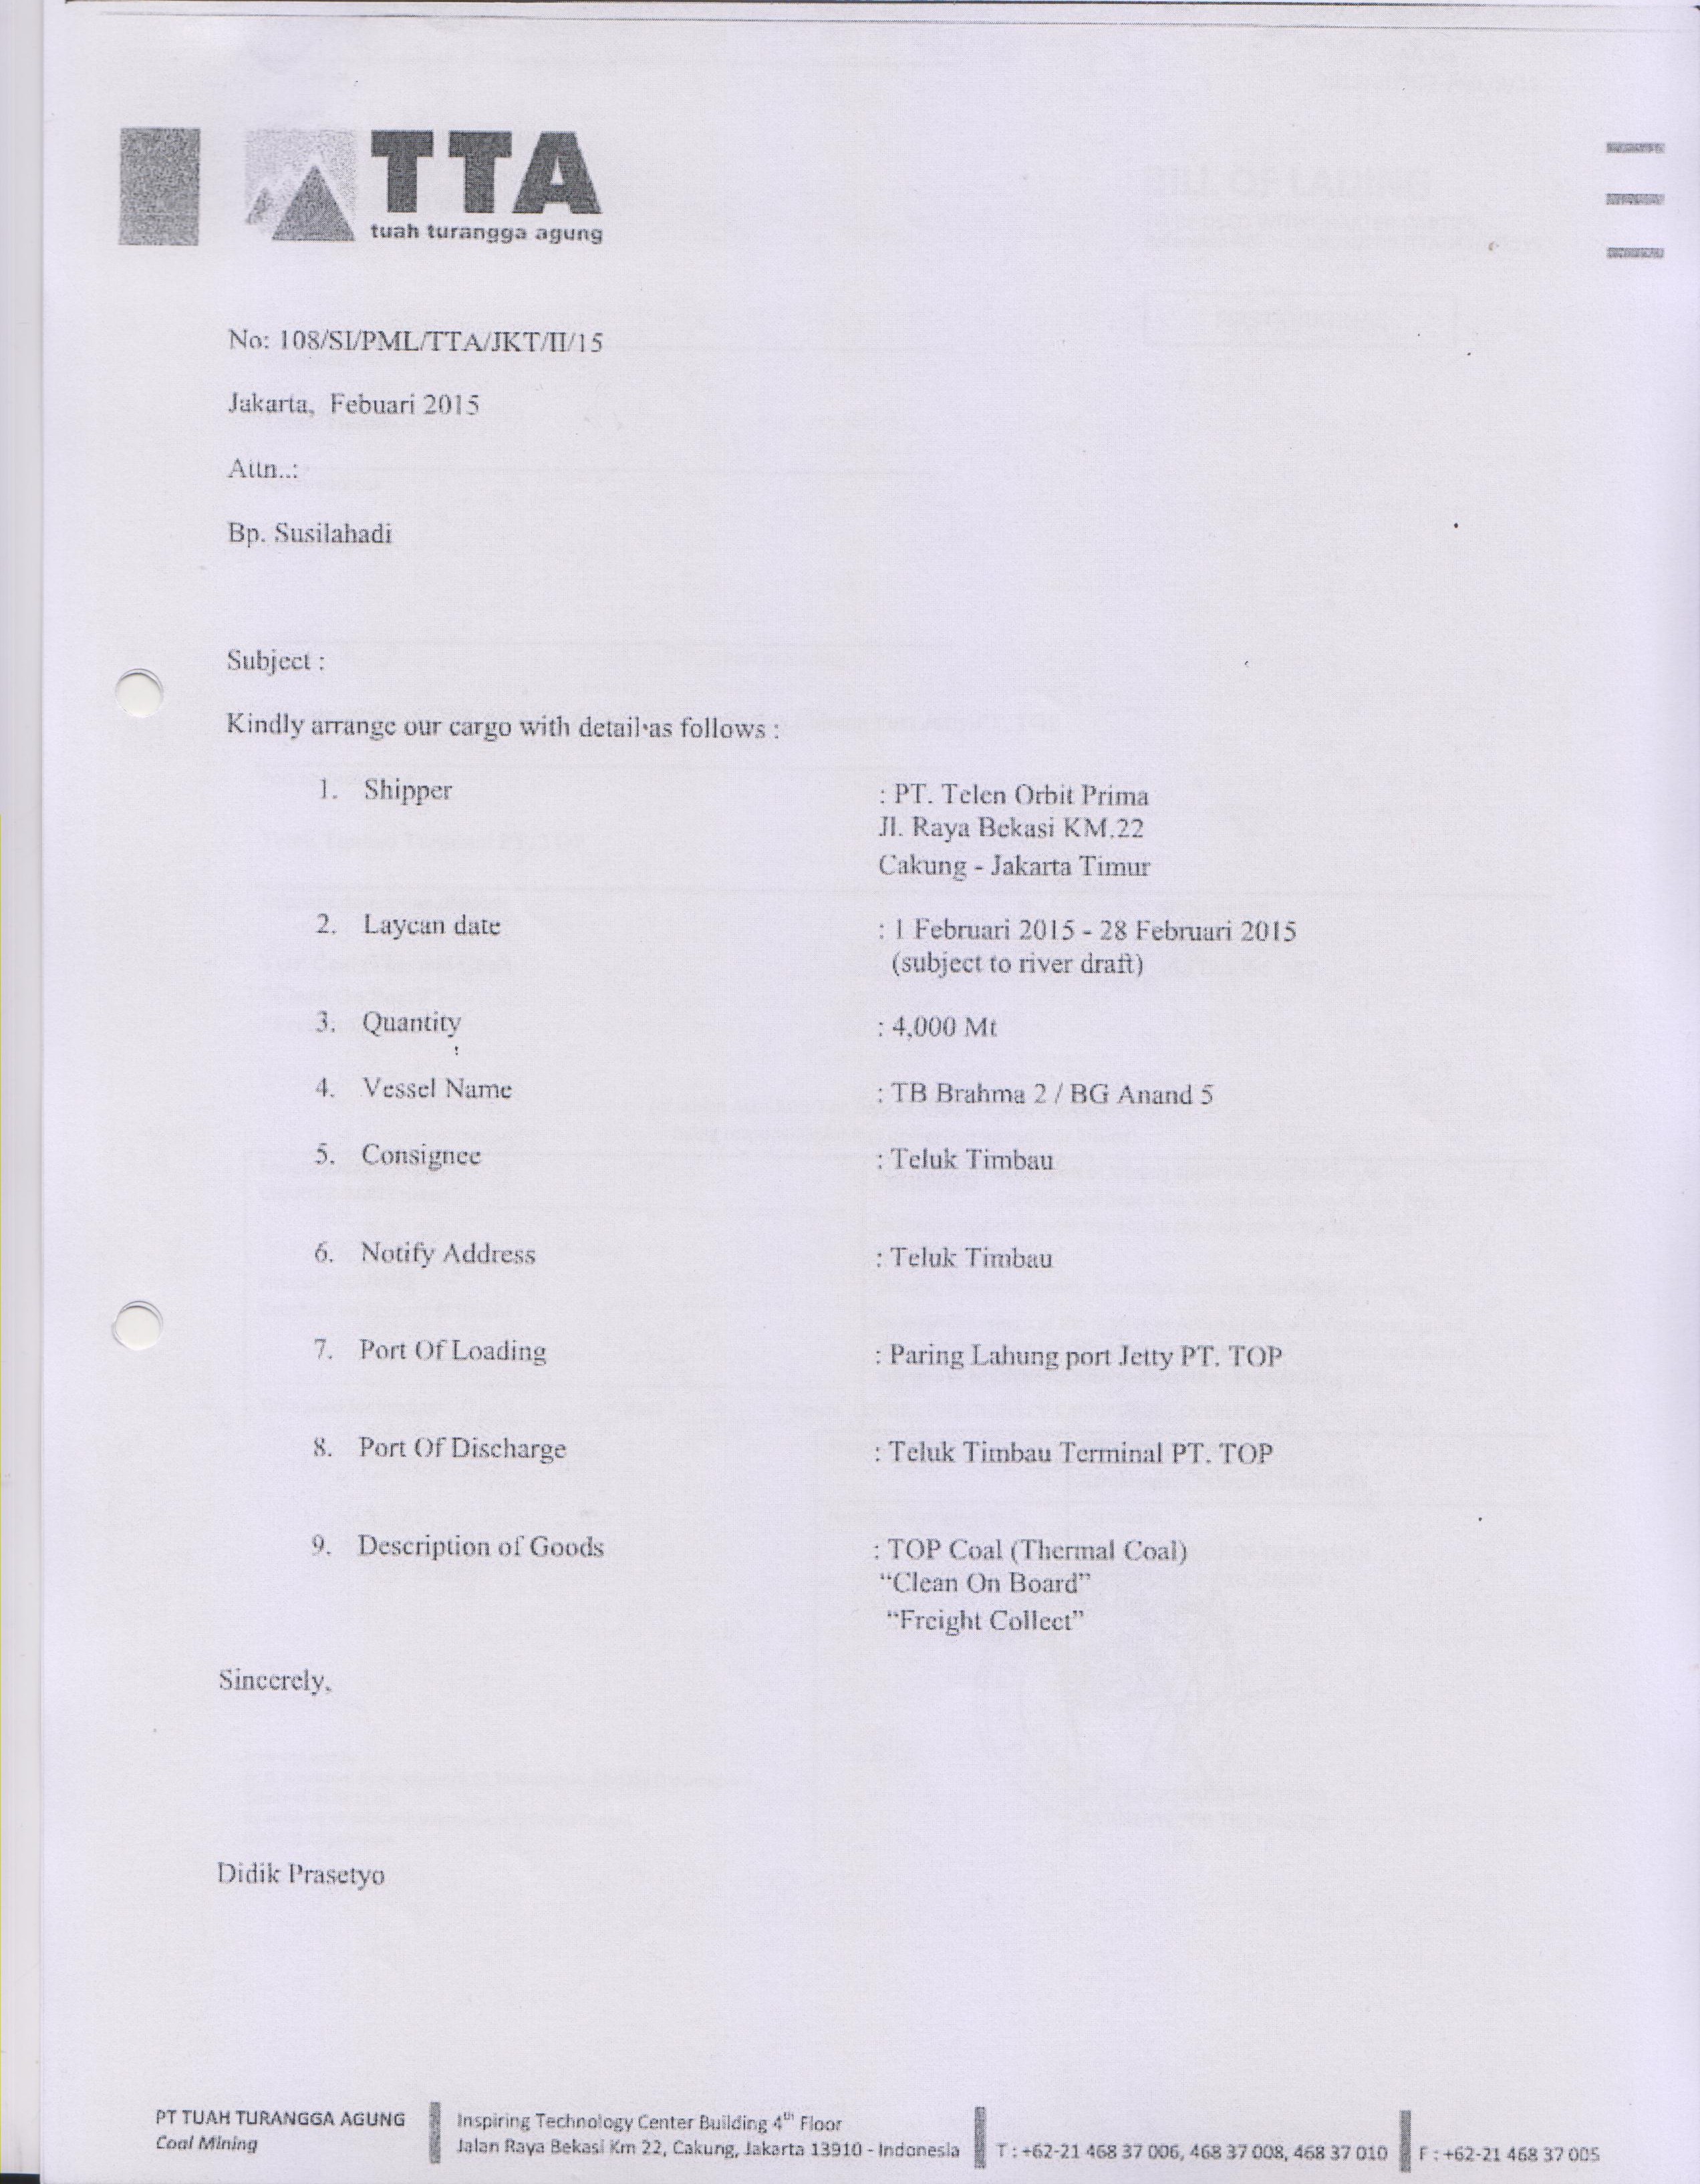 TTA
tuah turangga agung
No: 108/SI/PML/TTA/JKT/II/15
Jakarta, Febuari 2015
Attn..:
Bp. Susilahadi
Subject :
Kindly arrange our cargo with detail as follows :
1. Shipper : PT. Telen Orbit Prima
Jl. Raya Bekasi KM.22
Cakung - Jakarta Timur
2. Laycan date : 1 Februari 2015 - 28 Februari 2015
(subject to river draft)
3. Quantity : 4,000 Mt
4. Vessel Name : TB Brahma 2 / BG Anand 5
5. Consignee : Teluk Timbau
6. Notify Address : Teluk Timbau
7. Port Of Loading : Paring Lahung port Jetty PT. TOP
8. Port Of Discharge : Teluk Timbau Terminal PT. TOP
9. Description of Goods : TOP Coal (Thermal Coal)
“Clean On Board”
“Freight Collect”
Sincerely,
Didik Prasetyo
PT TUAH TURANGGA AGUNG
Coal Mining
Inspiring Technology Center Building 4th Floor
Jalan Raya Bekasi Km 22, Cakung, Jakarta 13910 - Indonesia
T : +62-21 468 37 006, 468 37 008, 468 37 010
F : +62-21 468 37 005